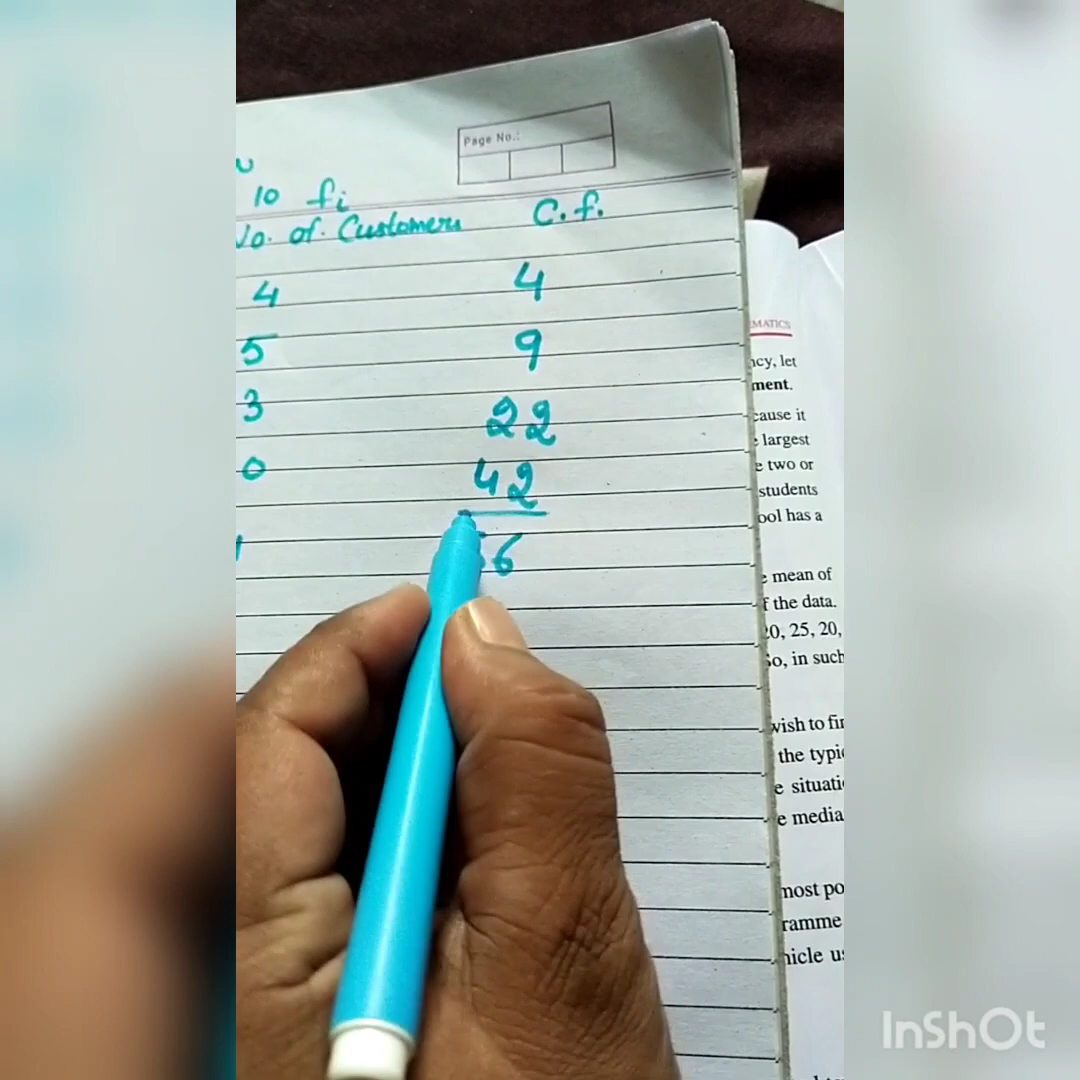 Page No.:
10 fi
No. of Customers C.f.
4 4
5 9
3 22
0 42
6
MATICS
ncy, let
ment.
cause it
largest
e two or
students
ool has a
e mean of
f the data.
20, 25, 20,
So, in such
wish to fin
the typic
e situati
e media
most po
ramme
hicle us
InShOt